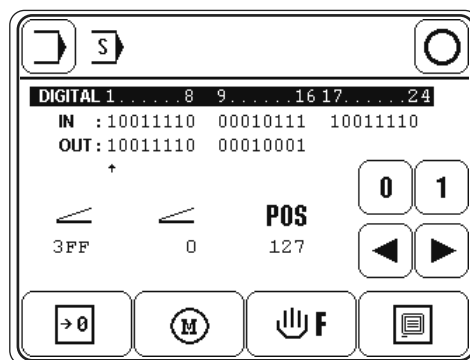 S
DIGITAL 1......8 9......16 17......24
IN :10011110 00010111 10011110
OUT:10011110 00010001
0 1
POS
3FF 0 127
→0 M F